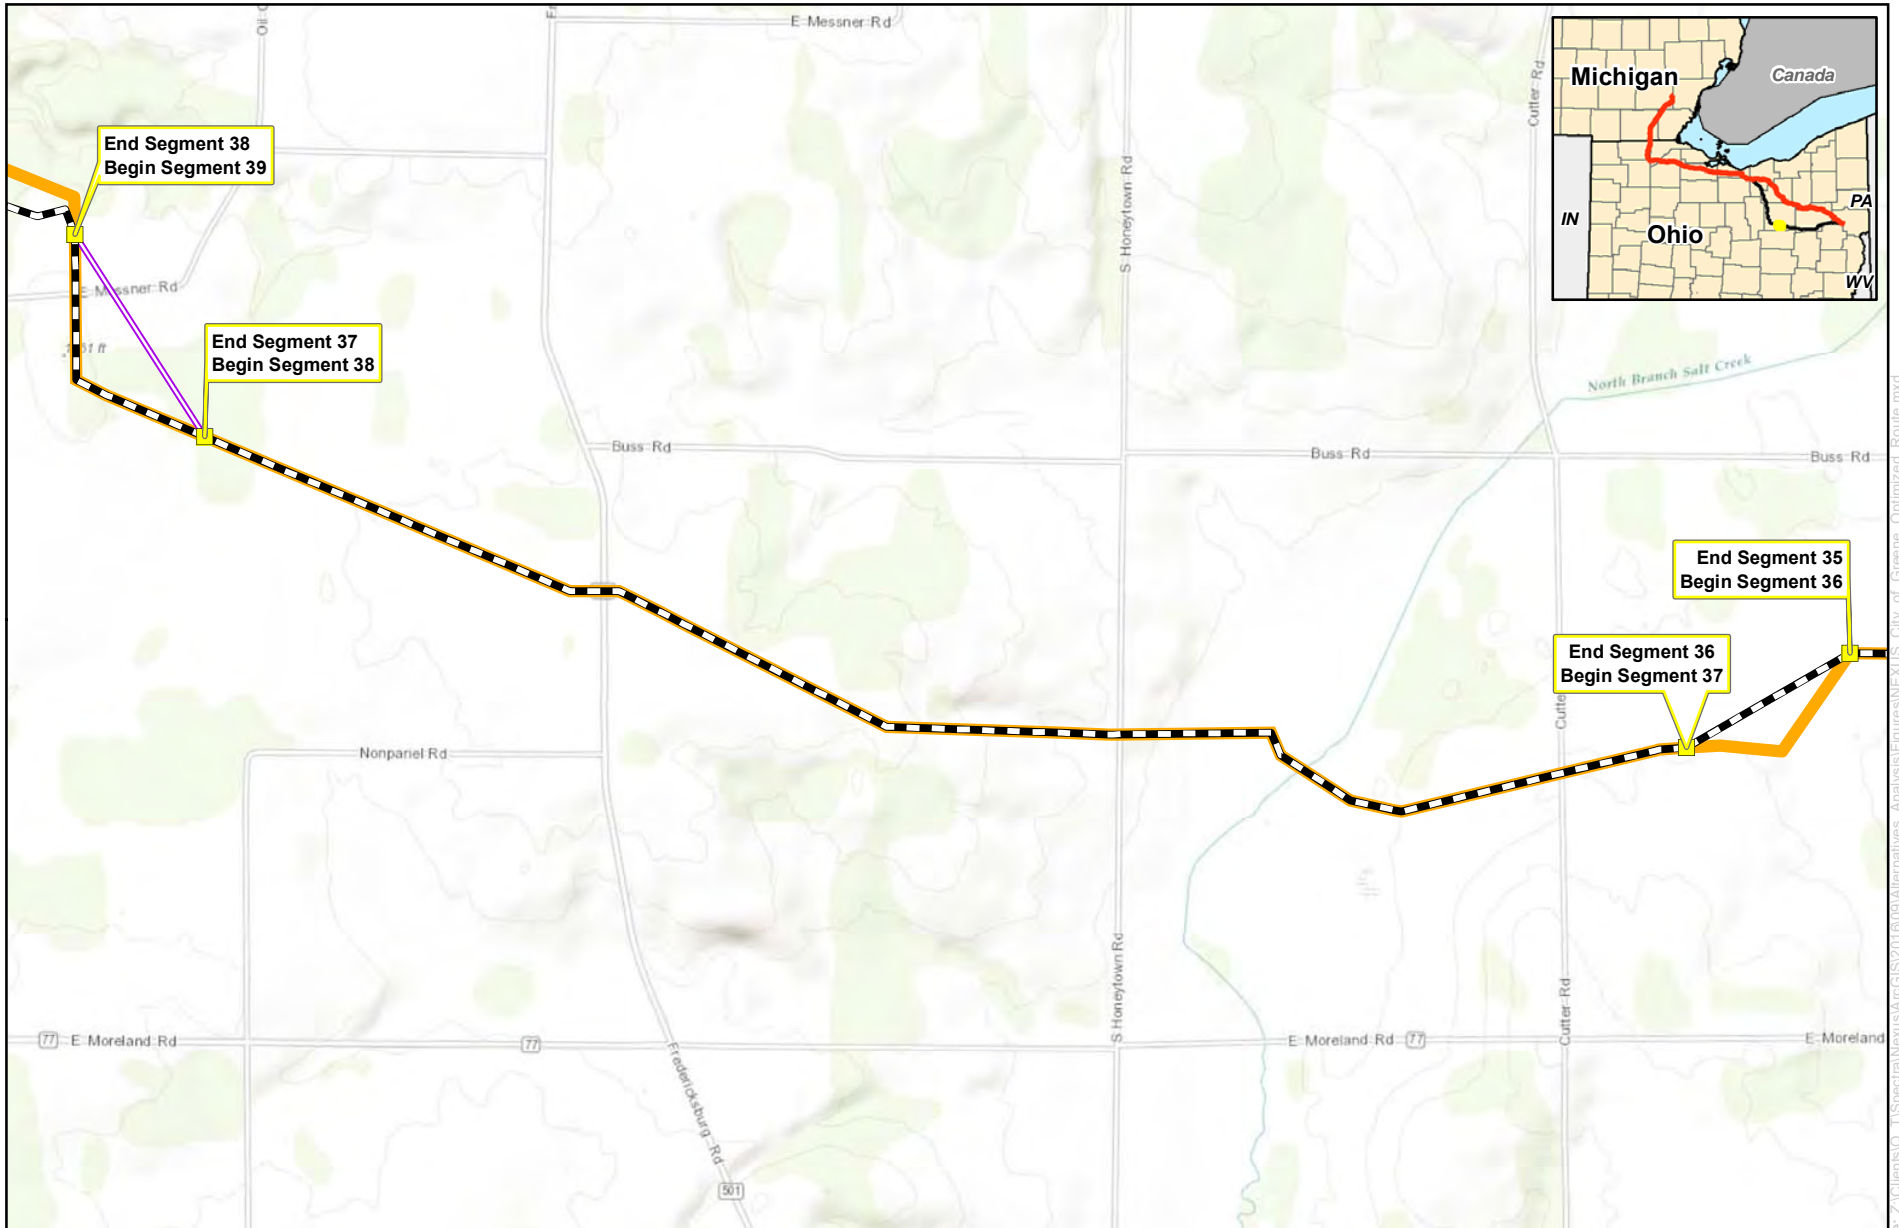 E Messner Rd
Cutter Rd
Michigan
Canada
IN
Ohio
PA
WV
End Segment 38
Begin Segment 39
S Honeytown Rd
E Messner Rd
End Segment 37
Begin Segment 38
North Branch Salt Creek
Buss Rd
Buss Rd
Buss Rd
End Segment 35
Begin Segment 36
End Segment 36
Begin Segment 37
Nonpariel Rd
S Honeytown Rd
Cutter Rd
77 E Moreland Rd
77
E Moreland Rd 77
E Moreland
Fredericksburg Rd
501